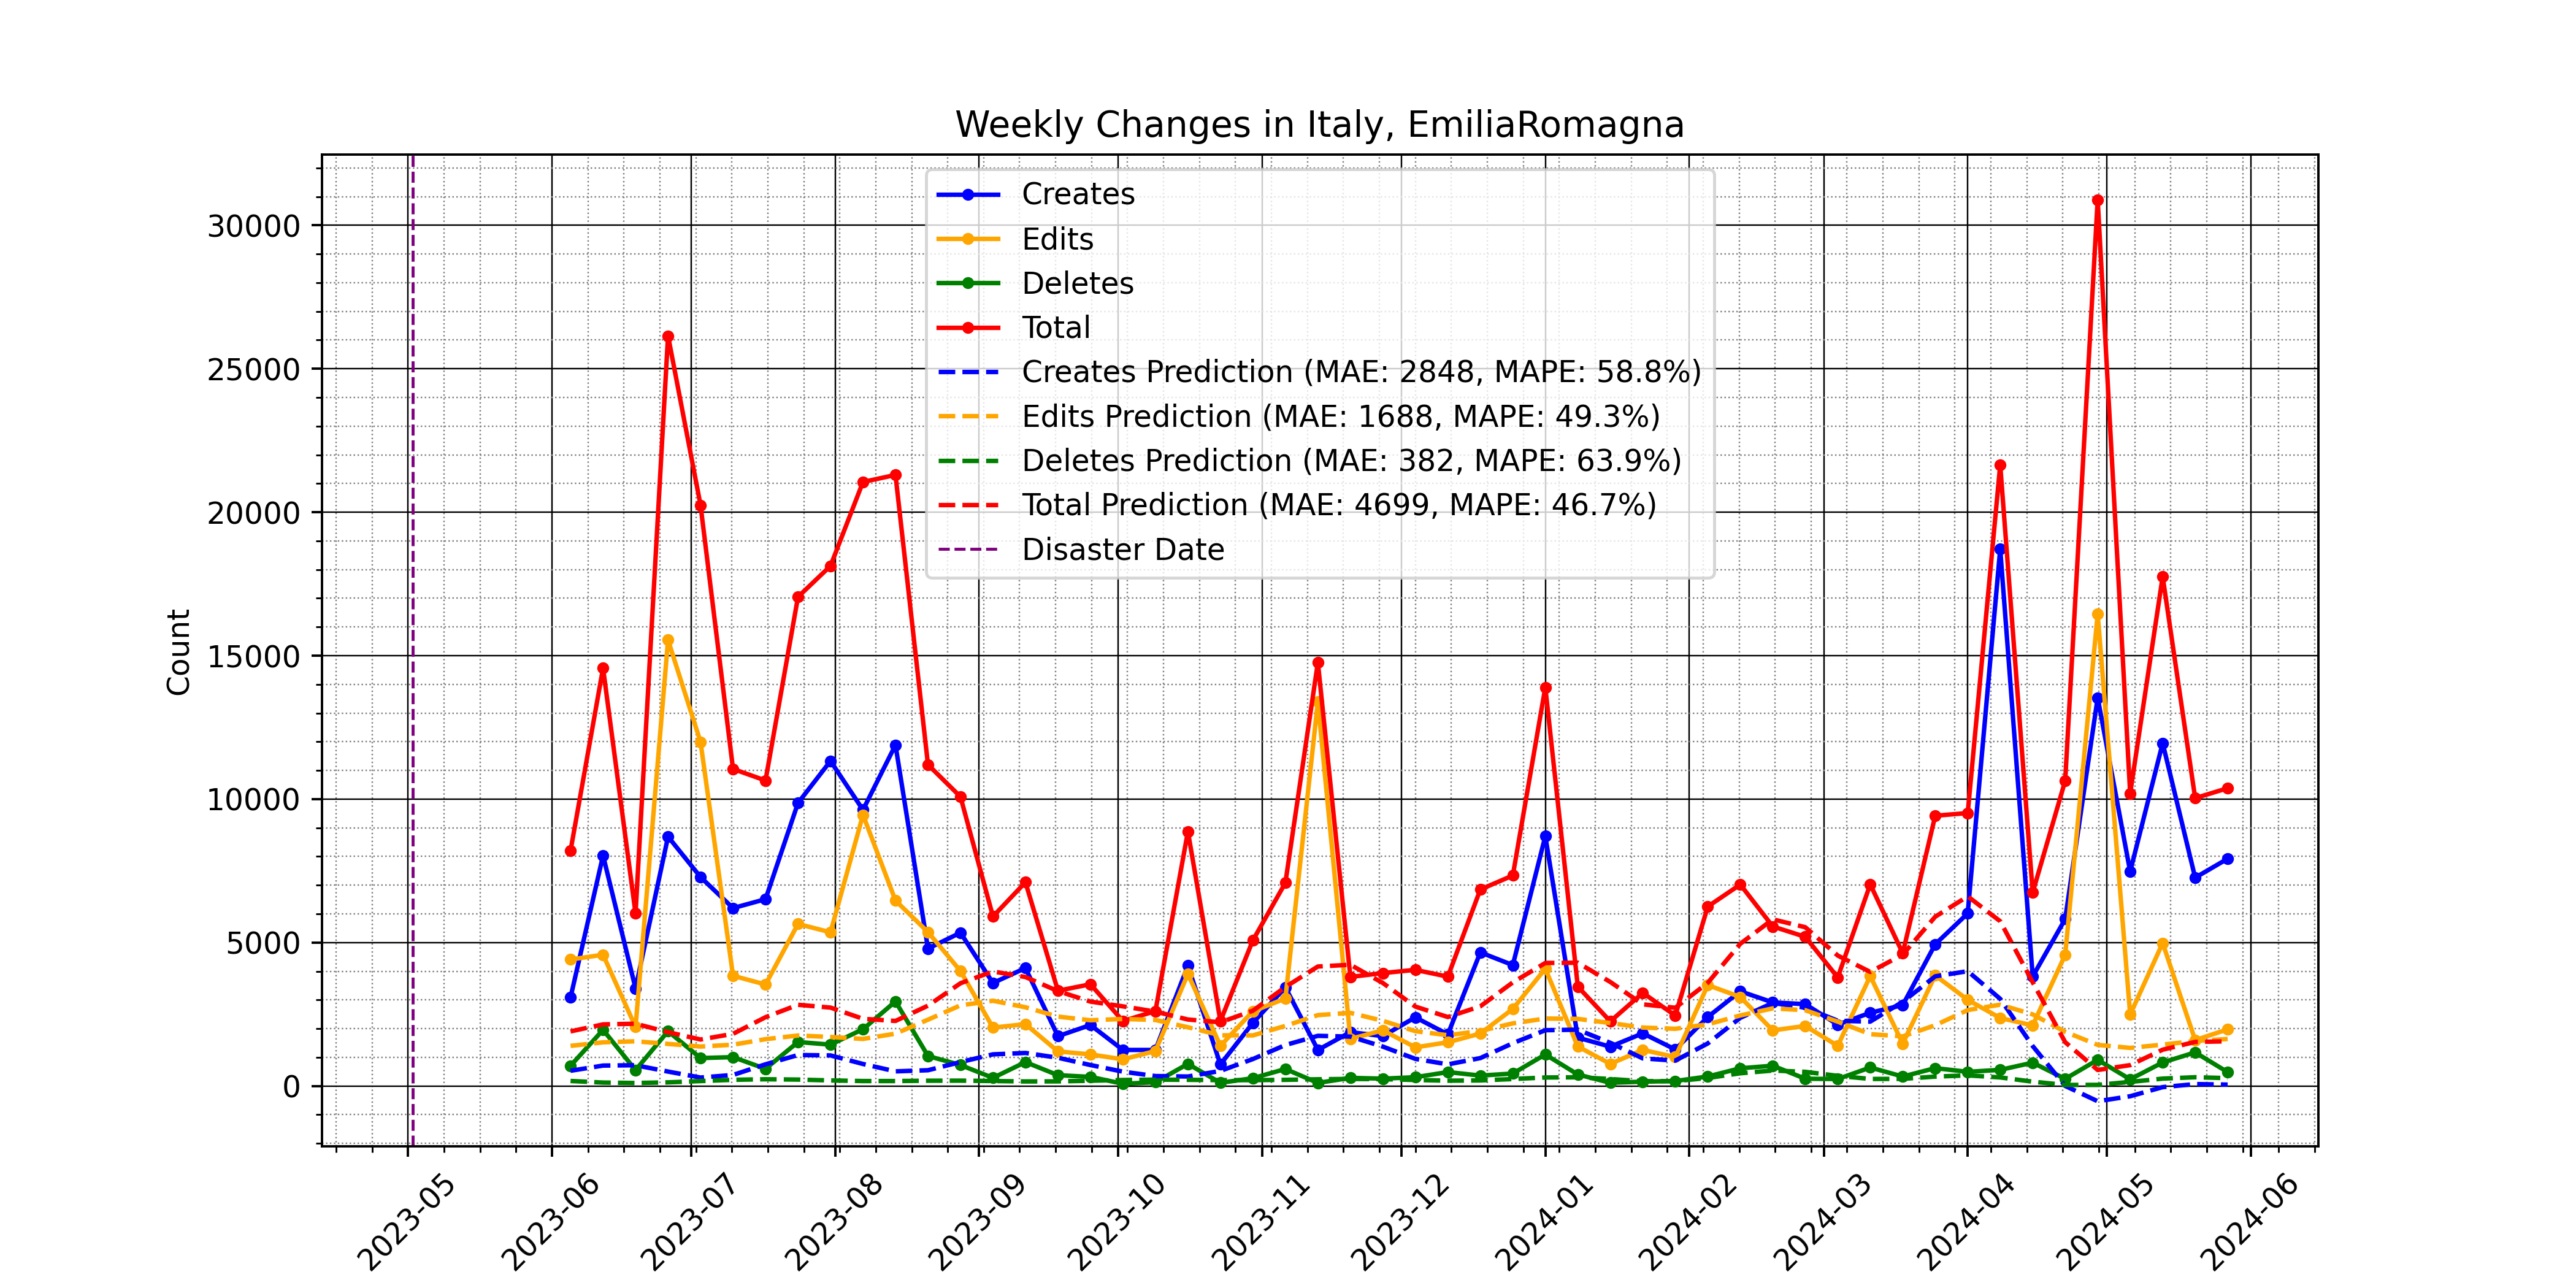 Weekly Changes in Italy, EmiliaRomagna
Creates
Edits
Deletes
Total
Creates Prediction (MAE: 2848, MAPE: 58.8%)
Edits Prediction (MAE: 1688, MAPE: 49.3%)
Deletes Prediction (MAE: 382, MAPE: 63.9%)
Total Prediction (MAE: 4699, MAPE: 46.7%)
Disaster Date
Count
30000
25000
20000
15000
10000
5000
0
2023-05
2023-06
2023-07
2023-08
2023-09
2023-10
2023-11
2023-12
2024-01
2024-02
2024-03
2024-04
2024-05
2024-06